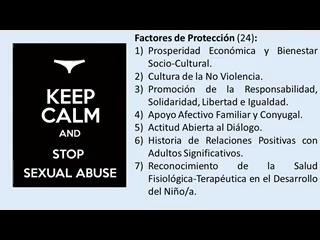 KEEP
CALM
AND
STOP
SEXUAL ABUSE
Factores de Protección (24):
1) Prosperidad Económica y Bienestar
Socio-Cultural.
2) Cultura de la No Violencia.
3) Promoción de la Responsabilidad,
Solidaridad, Libertad e Igualdad.
4) Apoyo Afectivo Familiar y Conyugal.
5) Actitud Abierta al Diálogo.
6) Historia de Relaciones Positivas con
Adultos Significativos.
7) Reconocimiento de la Salud
Fisiológica-Terapéutica en el Desarrollo
del Niño/a.